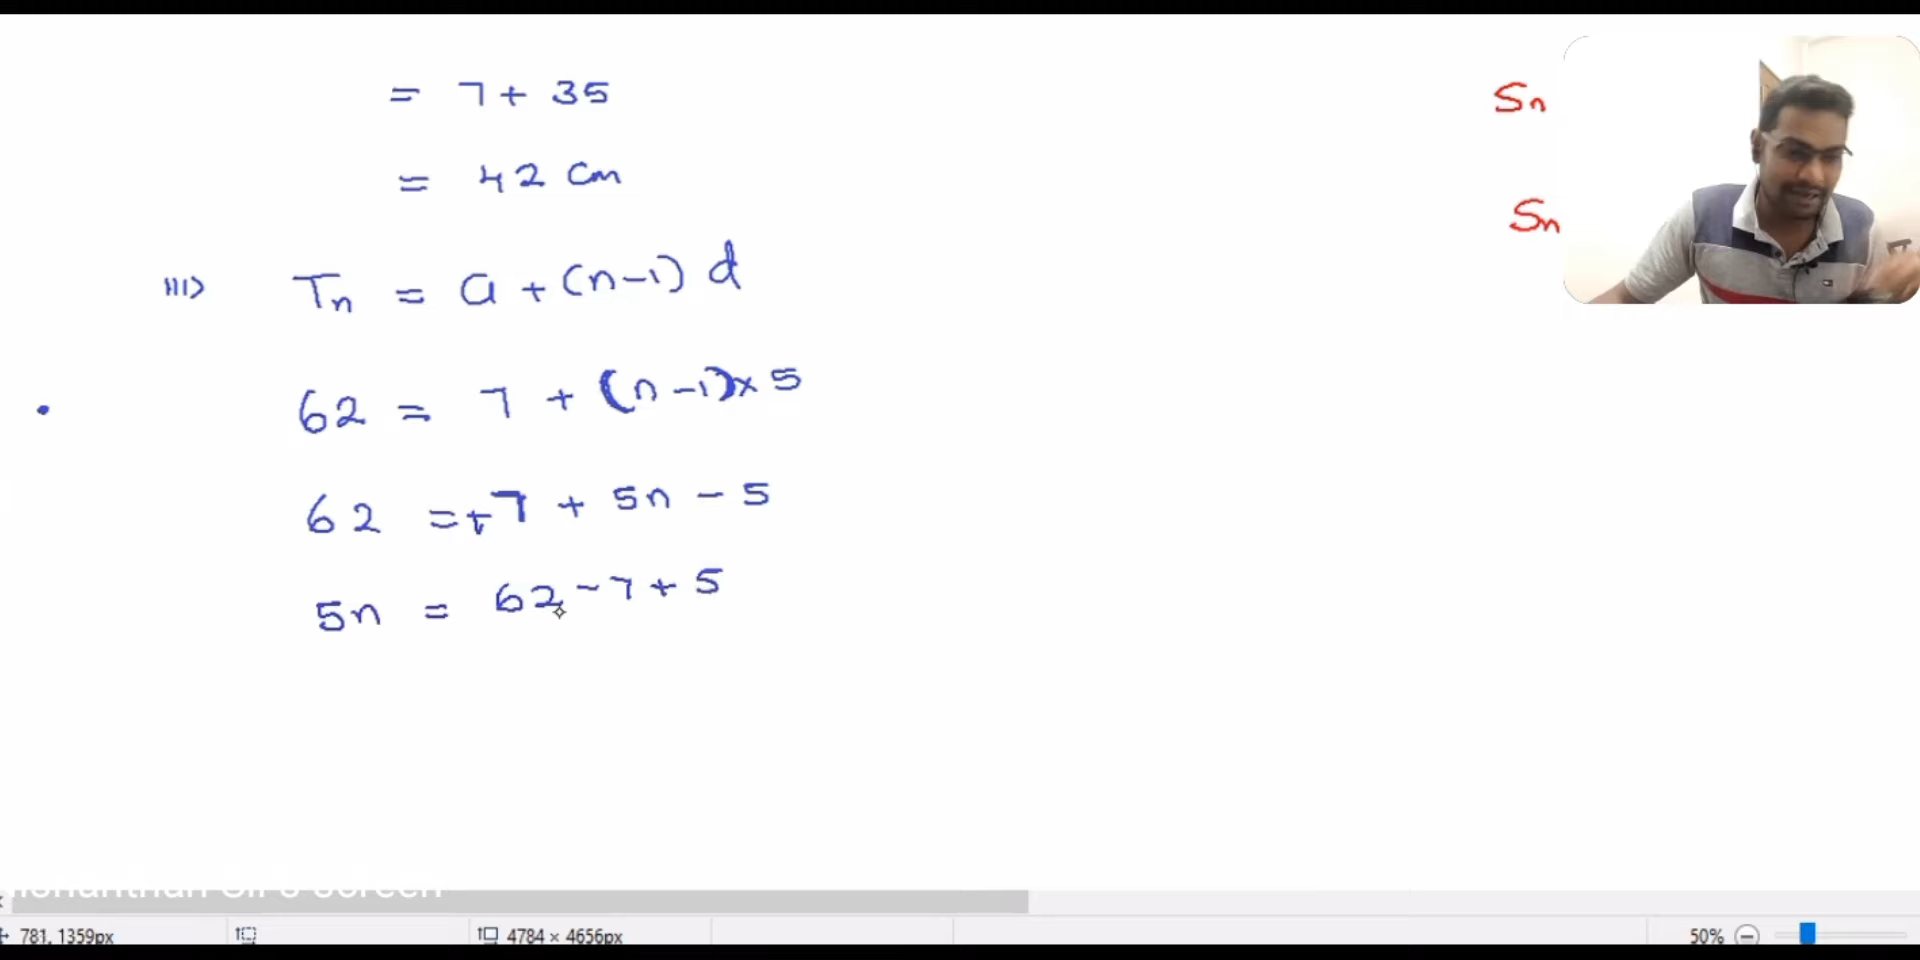 = 7 + 35
= 42 cm
Sn
Sn
iii) Tn = a + (n-1) d
62 = 7 + (n-1) × 5
62 = +7 + 5n - 5
5n = 62 - 7 + 5
Screen
781, 1359px
4784 × 4656px
50%